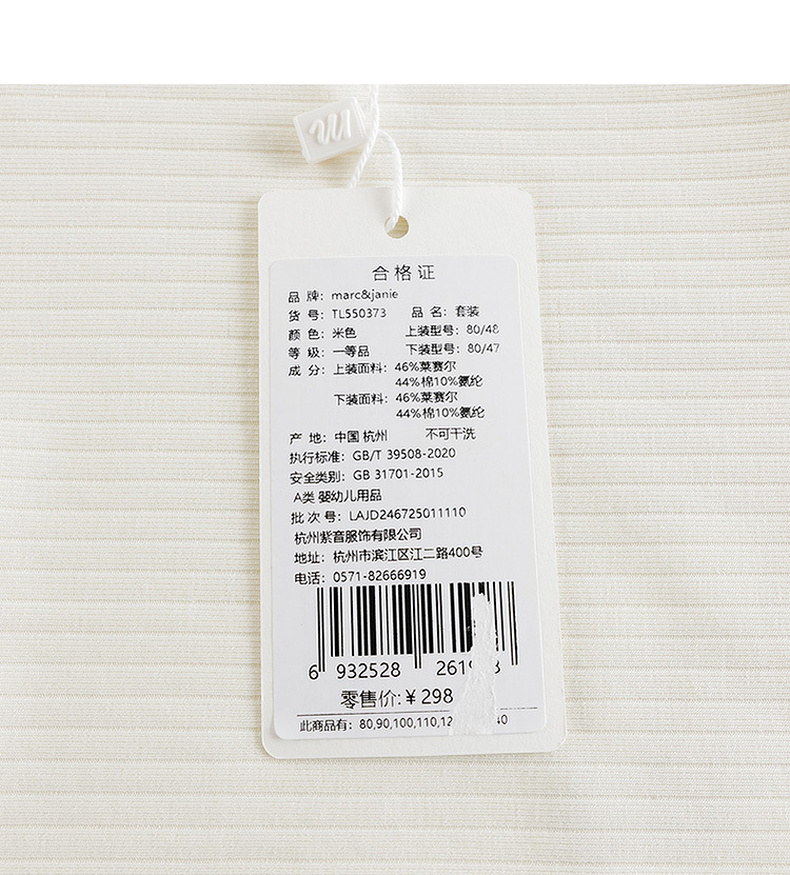 合格证
品 牌: marc&janie
货 号: TL550373 品 名: 套装
颜 色: 米色 上装型号: 80/48
等 级: 一等品 下装型号: 80/47
成 分: 上装面料: 46%莱赛尔
44%棉10%氨纶
下装面料: 46%莱赛尔
44%棉10%氨纶
产 地: 中国 杭州 不可干洗
执行标准: GB/T 39508-2020
安全类别: GB 31701-2015
A类 婴幼儿用品
批 次 号: LAJD246725011110
杭州紫音服饰有限公司
地址: 杭州市滨江区江二路400号
电话: 0571-82666919
6 932528
零售价:¥298
此商品有: 80,90,100,110,